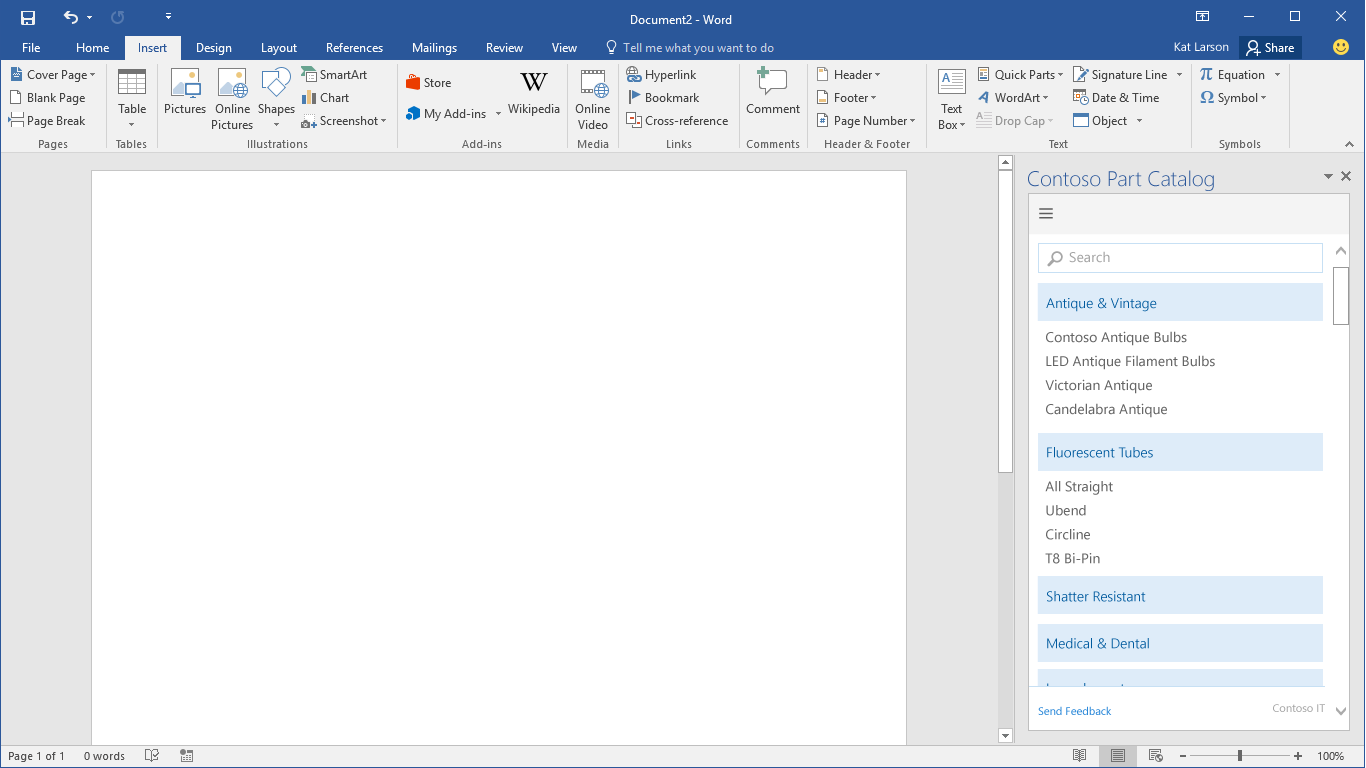 Document2 - Word
File Home Insert Design Layout References Mailings Review View Tell me what you want to do Kat Larson Share
Cover Page
Blank Page
Page Break
Pages
Table
Tables
Pictures
Online
Pictures
Shapes
SmartArt
Chart
Screenshot
Illustrations
Store
My Add-ins
W
Wikipedia
Add-ins
Online
Video
Media
Hyperlink
Bookmark
Cross-reference
Links
Comment
Comments
Header
Footer
Page Number
Header & Footer
Text
Box
Quick Parts
WordArt
Drop Cap
Signature Line
Date & Time
Object
Text
π Equation
Ω Symbol
Symbols
Contoso Part Catalog
Search
Antique & Vintage
Contoso Antique Bulbs
LED Antique Filament Bulbs
Victorian Antique
Candelabra Antique
Fluorescent Tubes
All Straight
Ubend
Circline
T8 Bi-Pin
Shatter Resistant
Medical & Dental
Send Feedback
Contoso IT
Page 1 of 1 0 words 100%